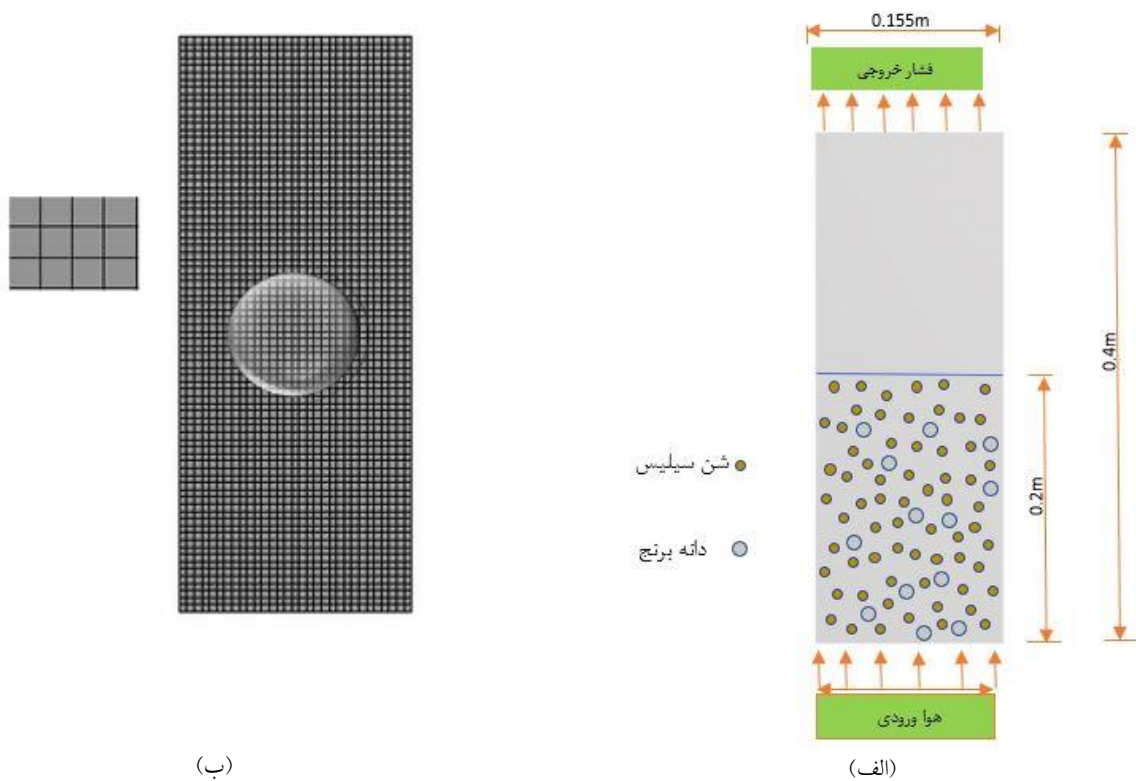 0.155m
فشار خروجی
0.4m
0.2m
شن سیلیس
دانه برنج
هوا ورودی
(الف)
(ب)